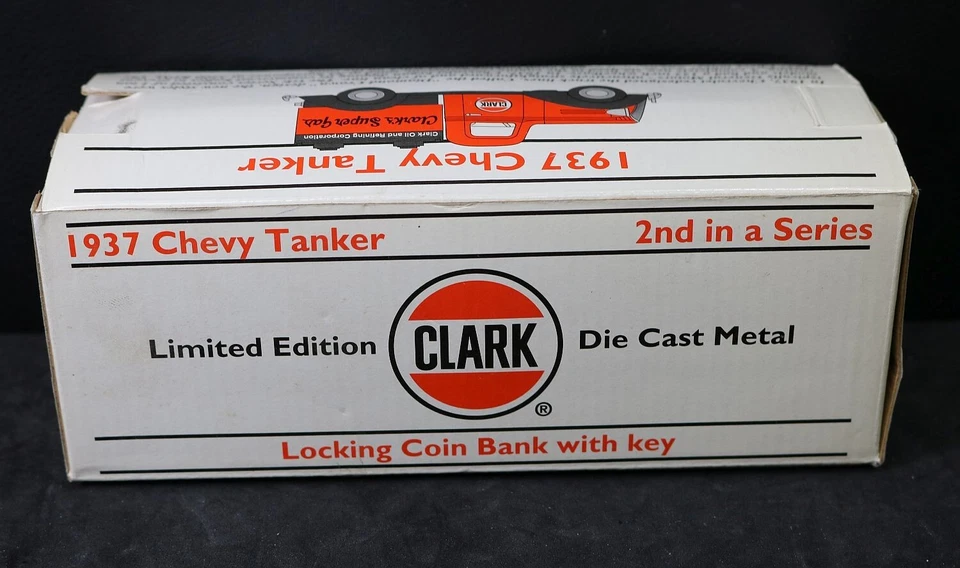 1937 Chevy Tanker
Clark Oil and Refining Corporation
Clark's Super Gas
CLARK
1937 Chevy Tanker
2nd in a Series
Limited Edition
CLARK
®
Die Cast Metal
Locking Coin Bank with key